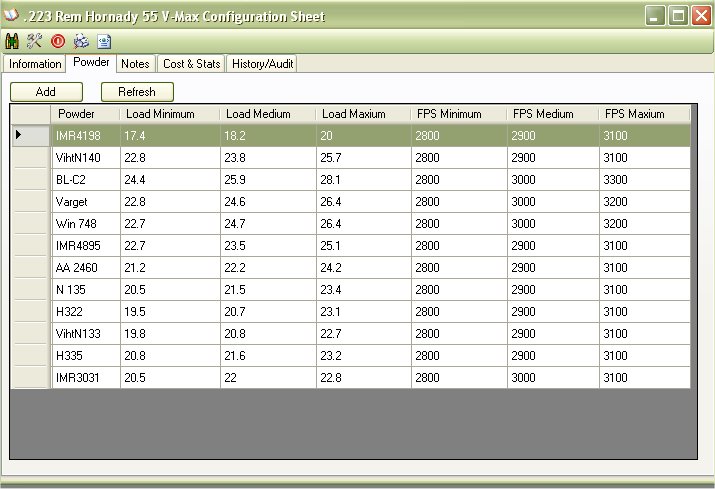 .223 Rem Hornady 55 V-Max Configuration Sheet
Information Powder Notes Cost & Stats History/Audit
Add Refresh
Powder Load Minimum Load Medium Load Maxium FPS Minimum FPS Medium FPS Maxium
IMR4198 17.4 18.2 20 2800 2900 3100
VihtN140 22.8 23.8 25.7 2800 2900 3100
BL-C2 24.4 25.9 28.1 2800 3000 3300
Varget 22.8 24.6 26.4 2800 3000 3200
Win 748 22.7 24.7 26.4 2800 3000 3200
IMR4895 22.7 23.5 25.1 2800 2900 3100
AA 2460 21.2 22.2 24.2 2800 2900 3100
N 135 20.5 21.5 23.4 2800 2900 3100
H322 19.5 20.7 23.1 2800 2900 3100
VihtN133 19.8 20.8 22.7 2800 2900 3100
H335 20.8 21.6 23.2 2800 2900 3100
IMR3031 20.5 22 22.8 2800 3000 3100